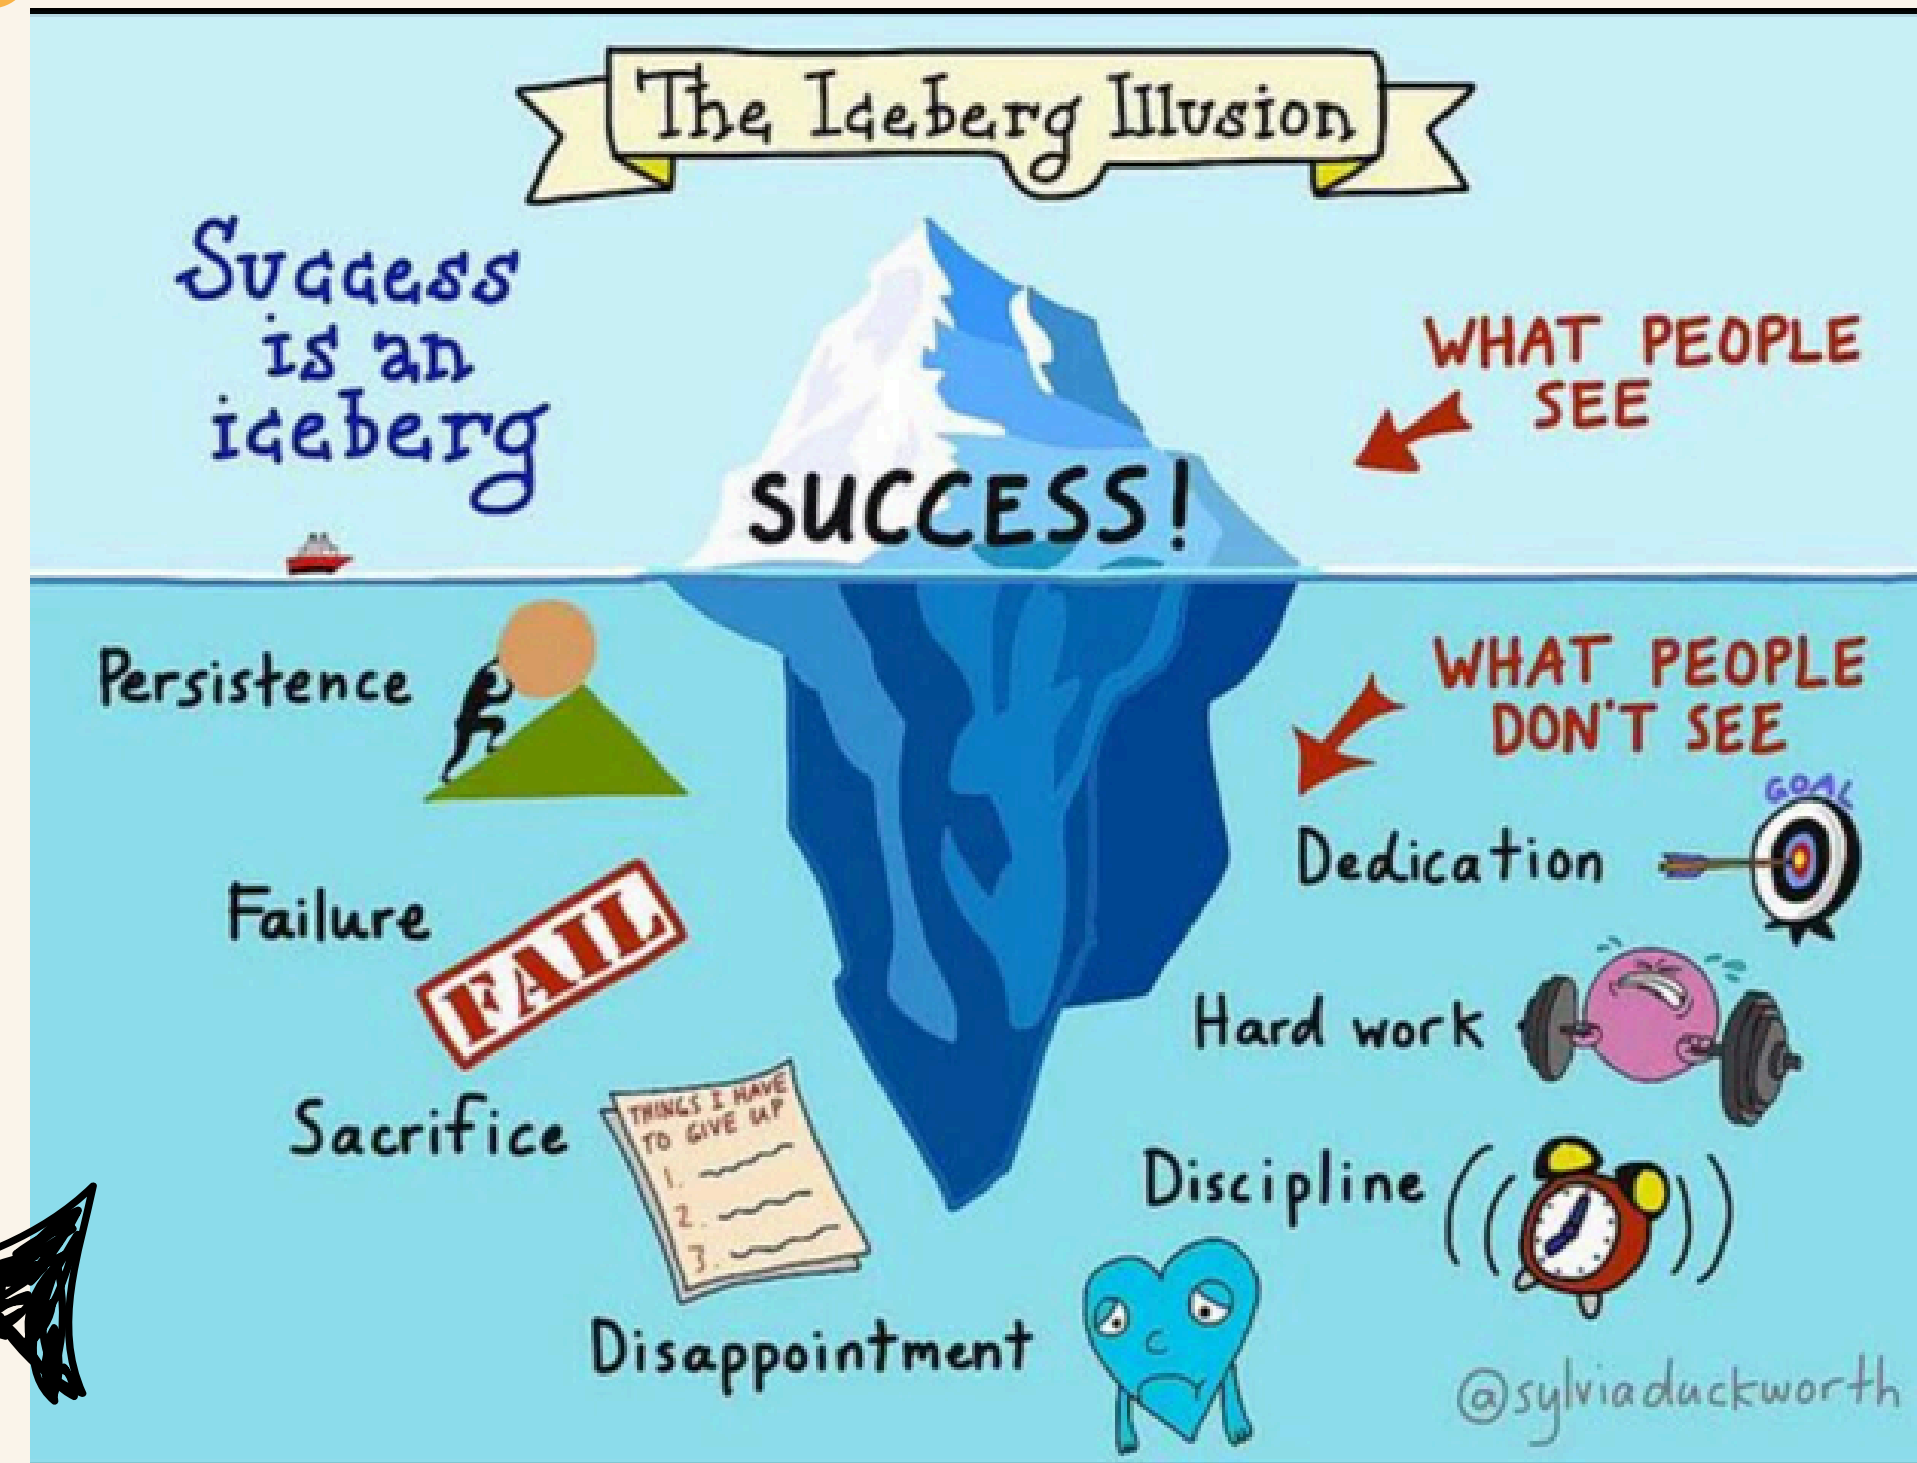 The Iceberg Illusion
Success
is an
iceberg
WHAT PEOPLE
SEE
SUCCESS!
WHAT PEOPLE
DON'T SEE
Persistence
GOAL
Dedication
Failure
FAIL
Hard work
Sacrifice
THINGS I HAVE
TO GIVE UP
1.
2.
3.
Discipline
Disappointment
@sylviaduckworth